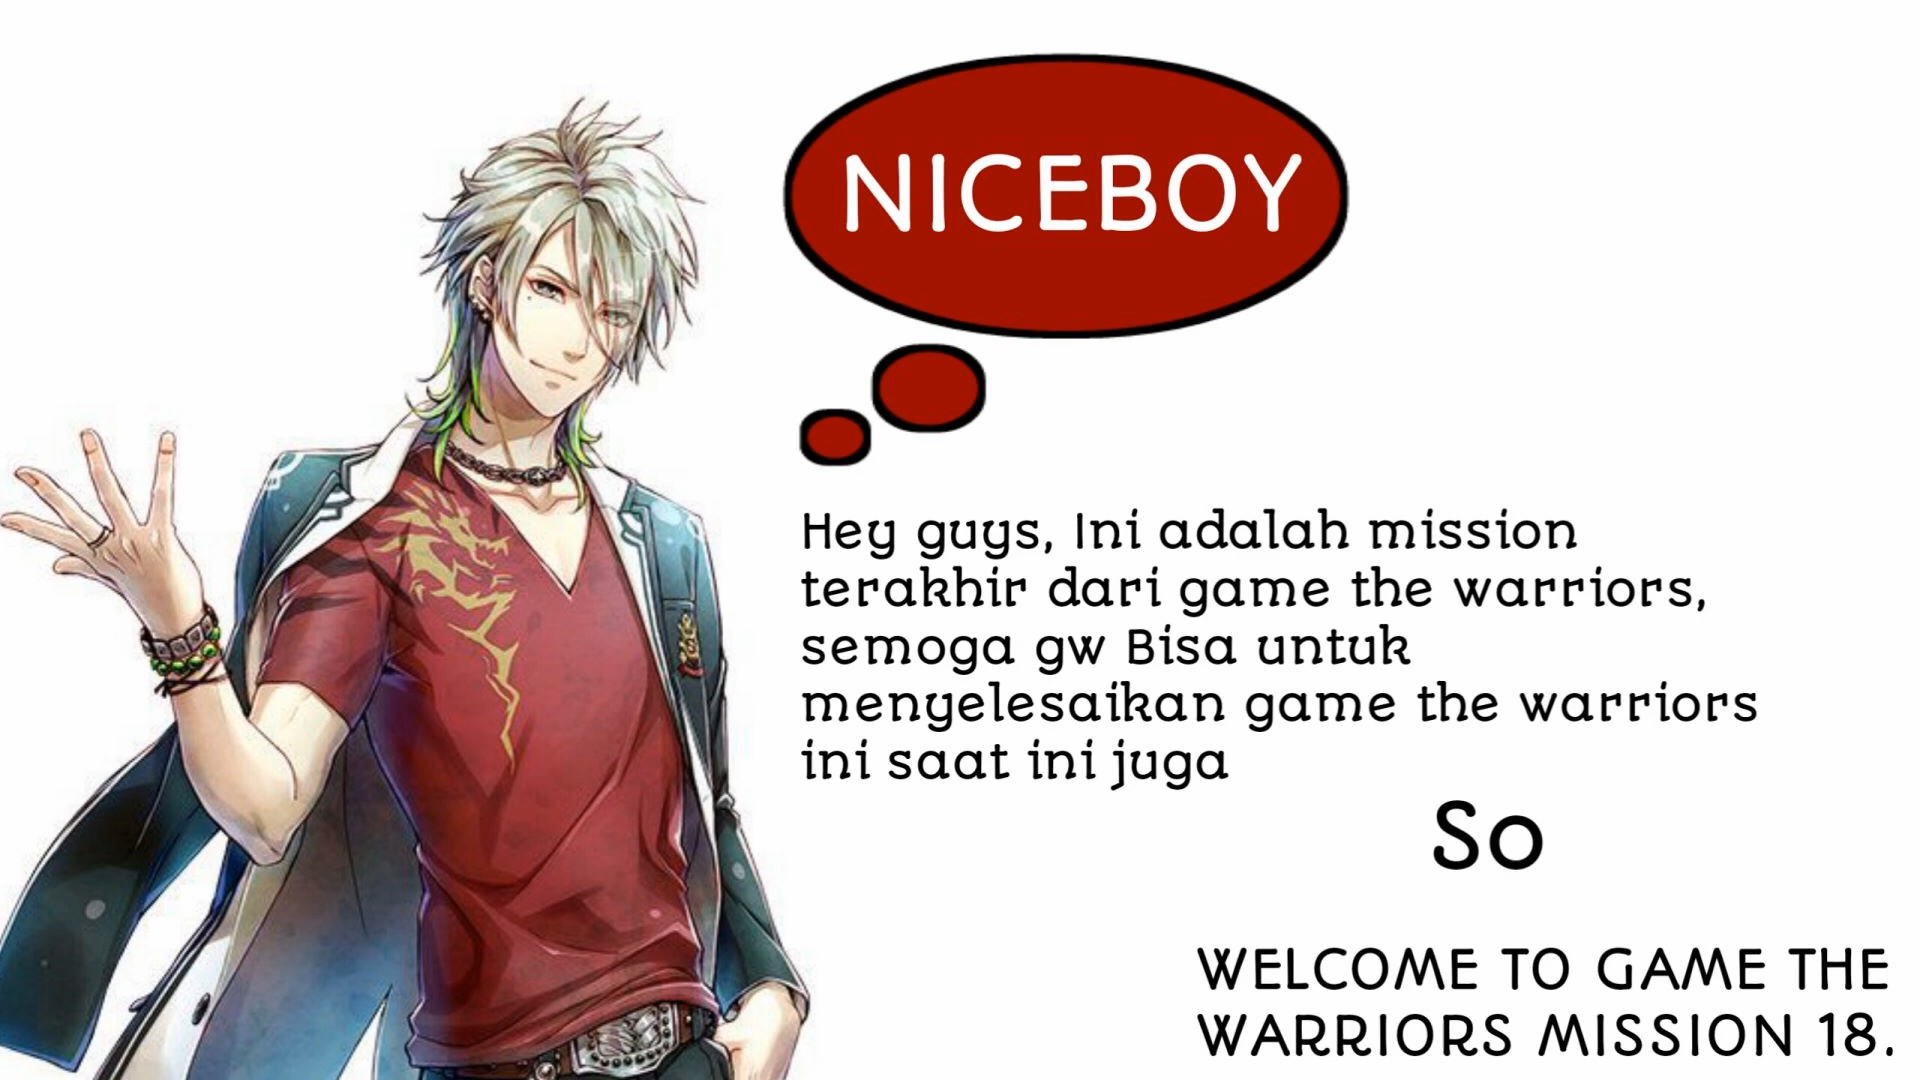 NICEBOY
Hey guys, Ini adalah mission
terakhir dari game the warriors,
semoga gw Bisa untuk
menyelesaikan game the warriors
ini saat ini juga
So
WELCOME TO GAME THE
WARRIORS MISSION 18.